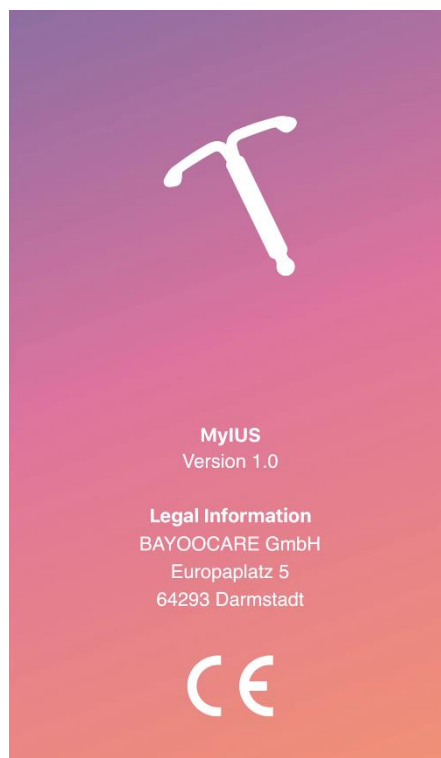 MyIUS
Version 1.0
Legal Information
BAYOOCARE GmbH
Europaplatz 5
64293 Darmstadt
CE